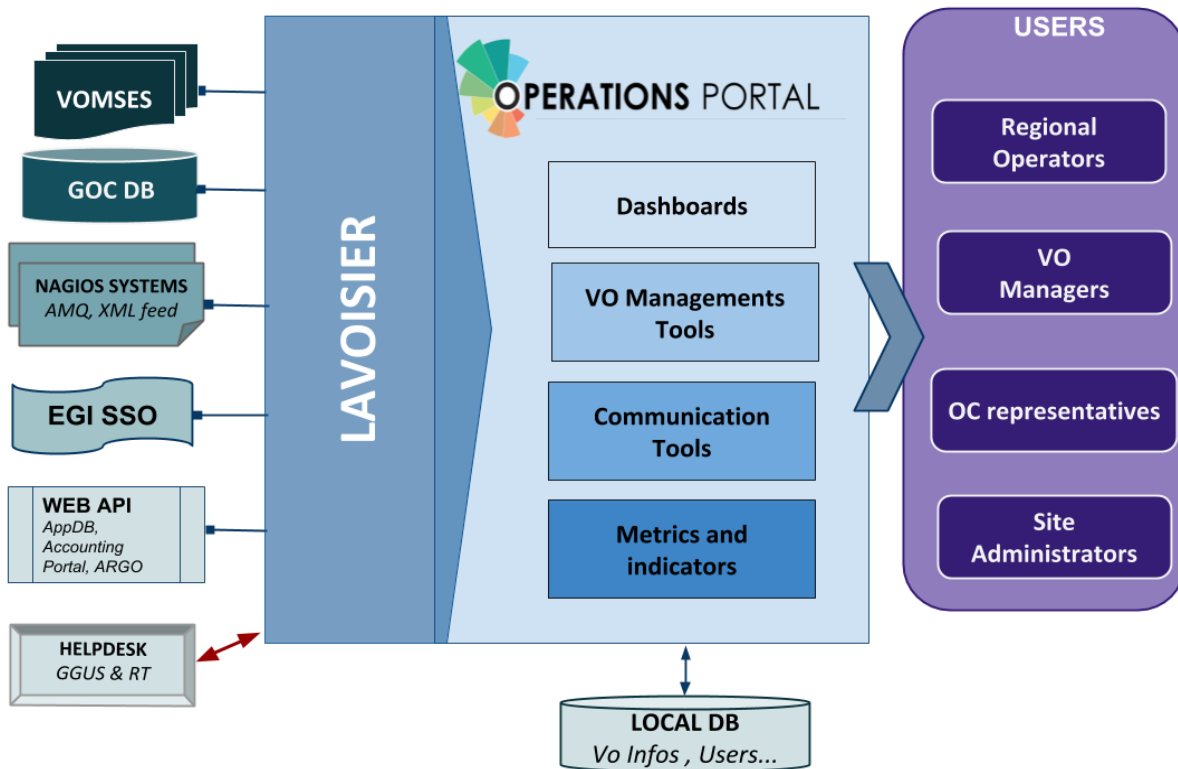 VOMSES
GOC DB
NAGIOS SYSTEMS
AMQ, XML feed
EGI SSO
WEB API
AppDB,
Accounting
Portal, ARGO
HELPDESK
GGUS & RT
LAVOISIER
OPERATIONS PORTAL
Dashboards
VO Managements
Tools
Communication
Tools
Metrics and
indicators
LOCAL DB
Vo Infos , Users...
USERS
Regional
Operators
VO
Managers
OC representatives
Site
Administrators